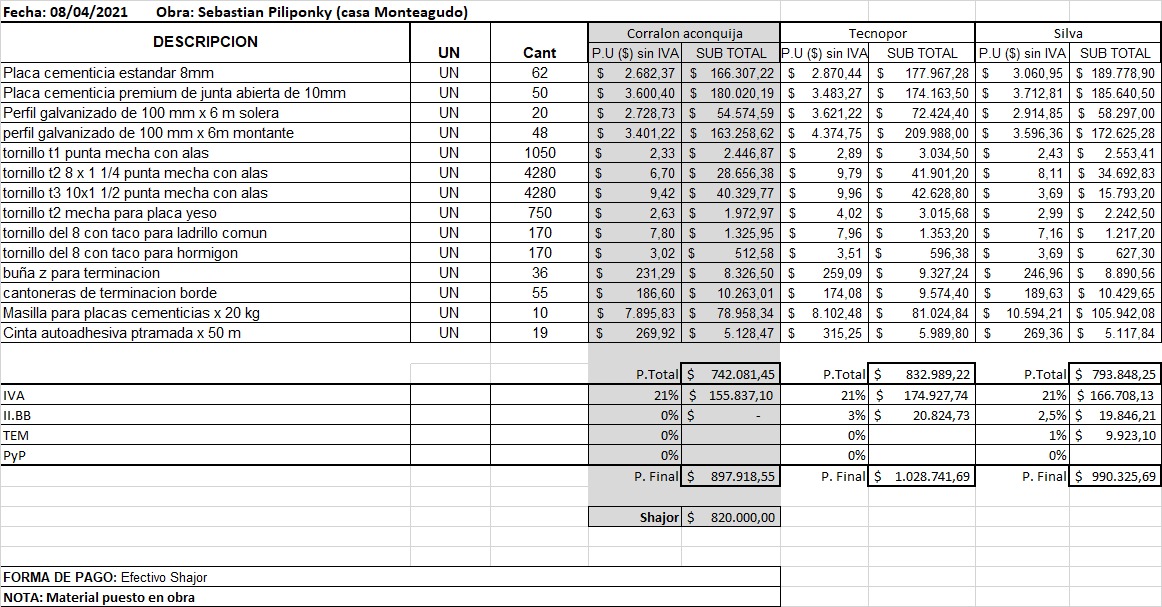 Fecha: 08/04/2021 Obra: Sebastian Piliponky (casa Monteagudo)
DESCRIPCION UN Cant Corralon aconquija Tecnopor Silva
P.U ($) sin IVA SUB TOTAL P.U ($) sin IVA SUB TOTAL P.U ($) sin IVA SUB TOTAL
Placa cementicia estandar 8mm UN 62 $ 2.682,37 $ 166.307,22 $ 2.870,44 $ 177.967,28 $ 3.060,95 $ 189.778,90
Placa cementicia premium de junta abierta de 10mm UN 50 $ 3.600,40 $ 180.020,19 $ 3.483,27 $ 174.163,50 $ 3.712,81 $ 185.640,50
Perfil galvanizado de 100 mm x 6 m solera UN 20 $ 2.728,73 $ 54.574,59 $ 3.621,22 $ 72.424,40 $ 2.914,85 $ 58.297,00
perfil galvanizado de 100 mm x 6m montante UN 48 $ 3.401,22 $ 163.258,62 $ 4.374,75 $ 209.988,00 $ 3.596,36 $ 172.625,28
tornillo t1 punta mecha con alas UN 1050 $ 2,33 $ 2.446,87 $ 2,89 $ 3.034,50 $ 2,43 $ 2.553,41
tornillo t2 8 x 1 1/4 punta mecha con alas UN 4280 $ 6,70 $ 28.656,38 $ 9,79 $ 41.901,20 $ 8,11 $ 34.692,83
tornillo t3 10x1 1/2 punta mecha con alas UN 4280 $ 9,42 $ 40.329,77 $ 9,96 $ 42.628,80 $ 3,69 $ 15.793,20
tornillo t2 mecha para placa yeso UN 750 $ 2,63 $ 1.972,97 $ 4,02 $ 3.015,68 $ 2,99 $ 2.242,50
tornillo del 8 con taco para ladrillo comun UN 170 $ 7,80 $ 1.325,95 $ 7,96 $ 1.353,20 $ 7,16 $ 1.217,20
tornillo del 8 con taco para hormigon UN 170 $ 3,02 $ 512,58 $ 3,51 $ 596,38 $ 3,69 $ 627,30
buña z para terminacion UN 36 $ 231,29 $ 8.326,50 $ 259,09 $ 9.327,24 $ 246,96 $ 8.890,56
cantoneras de terminacion borde UN 55 $ 186,60 $ 10.263,01 $ 174,08 $ 9.574,40 $ 189,63 $ 10.429,65
Masilla para placas cementicias x 20 kg UN 10 $ 7.895,83 $ 78.958,34 $ 8.102,48 $ 81.024,84 $ 10.594,21 $ 105.942,08
Cinta autoadhesiva ptramada x 50 m UN 19 $ 269,92 $ 5.128,47 $ 315,25 $ 5.989,80 $ 269,36 $ 5.117,84
P.Total $ 742.081,45 P.Total $ 832.989,22 P.Total $ 793.848,25
IVA 21% $ 155.837,10 21% $ 174.927,74 21% $ 166.708,13
II.BB 0% $ - 3% $ 20.824,73 2,5% $ 19.846,21
TEM 0% 0% 1% $ 9.923,10
PyP 0% 0% 0%
P. Final $ 897.918,55 P. Final $ 1.028.741,69 P. Final $ 990.325,69
Shajor $ 820.000,00
FORMA DE PAGO: Efectivo Shajor
NOTA: Material puesto en obra